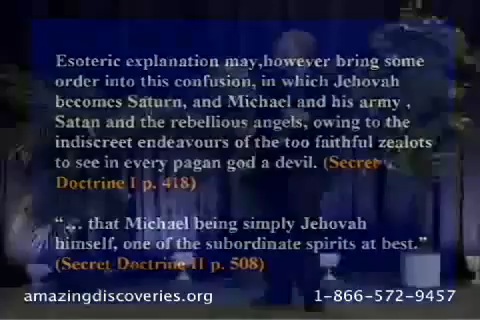 Esoteric explanation may,however bring some
order into this confusion, in which Jehovah
becomes Saturn, and Michael and his army ,
Satan and the rebellious angels, owing to the
indiscreet endeavours of the too faithful zealots
to see in every pagan god a devil. (Secret
Doctrine I p. 418)
“… that Michael being simply Jehovah
himself, one of the subordinate spirits at best.”
(Secret Doctrine II p. 508)
amazingdiscoveries.org 1-866-572-9457